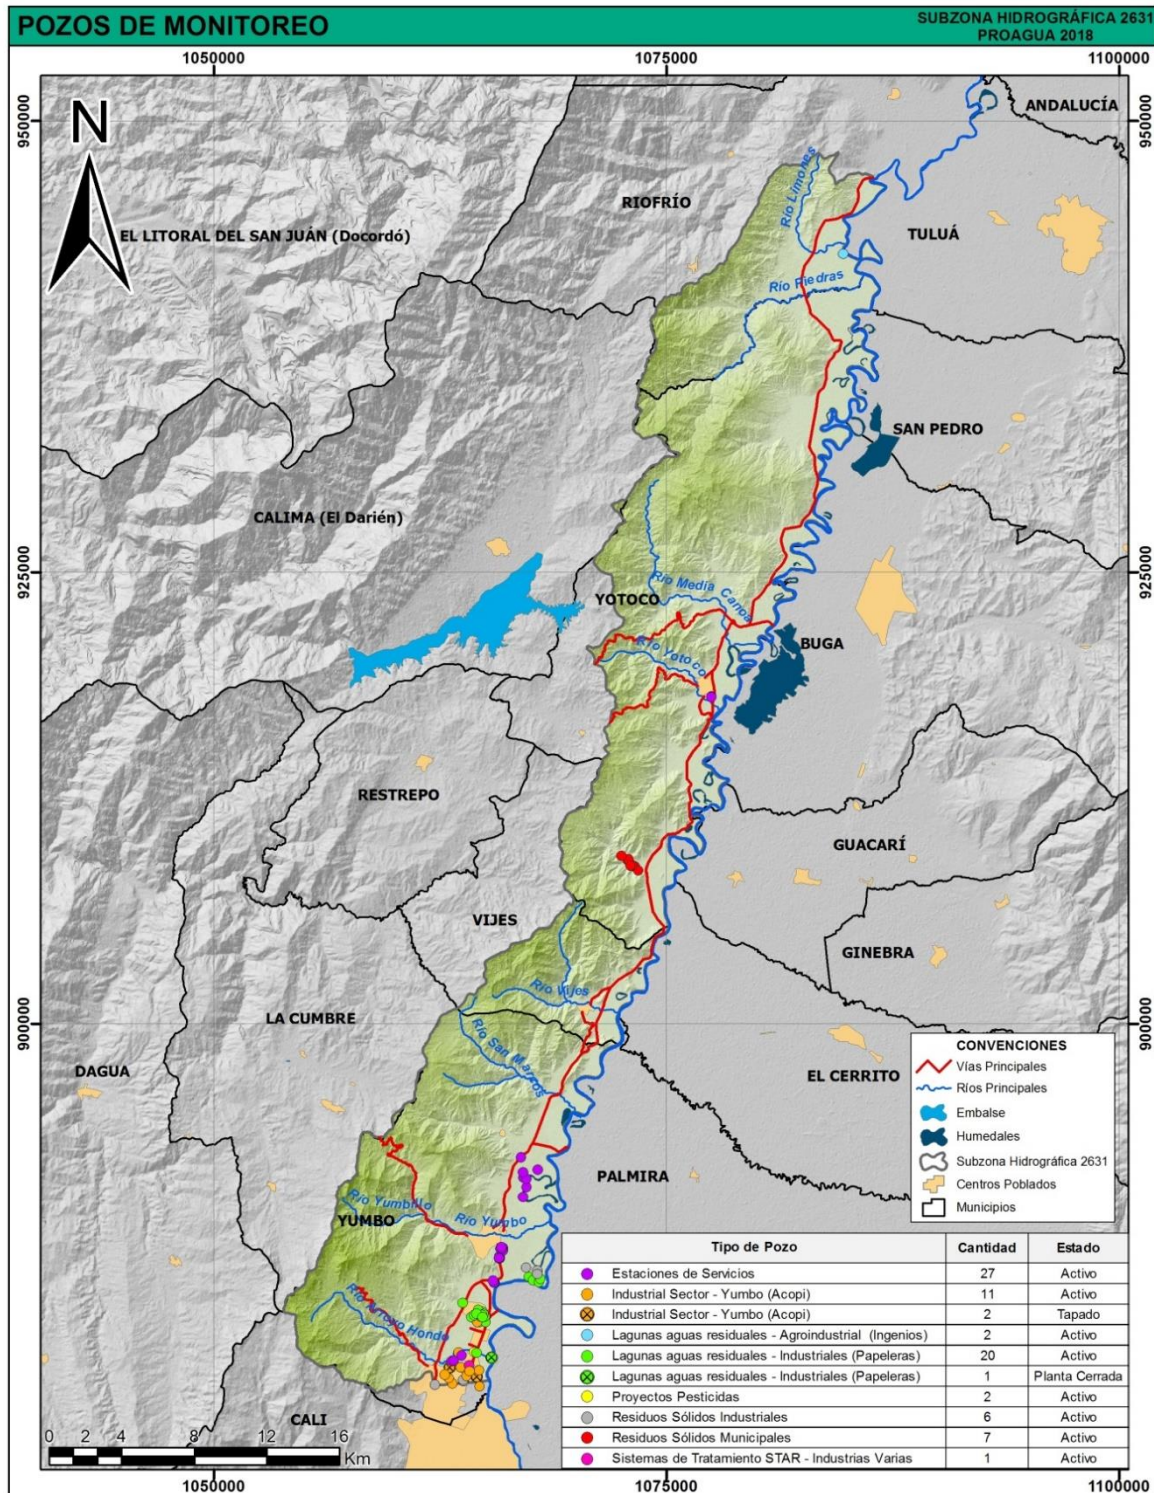 POZOS DE MONITOREO
SUBZONA HIDROGRÁFICA 2631
PROAGUA 2018
1050000
1075000
1100000
950000
950000
N
ANDALUCÍA
RIOFRÍO
Río Limones
TULUÁ
EL LITORAL DEL SAN JUÁN (Docordó)
Río Piedras
SAN PEDRO
CALIMA (El Darién)
925000
925000
Río Media Canoa
YOTOCO
BUGA
Río Yotoco
RESTREPO
GUACARÍ
VIJES
GINEBRA
Río Vijes
LA CUMBRE
900000
900000
Río San Marcos
DAGUA
EL CERRITO
CONVENCIONES
Vías Principales
Ríos Principales
Embalse
Humedales
Subzona Hidrográfica 2631
Centros Poblados
Municipios
PALMIRA
Río Yumbillo
YUMBO
Río Yumbo
Río Arroyo Hondo
CALI
Tipo de Pozo Cantidad Estado
Estaciones de Servicios 27 Activo
Industrial Sector - Yumbo (Acopi) 11 Activo
Industrial Sector - Yumbo (Acopi) 2 Tapado
Lagunas aguas residuales - Agroindustrial (Ingenios) 2 Activo
Lagunas aguas residuales - Industriales (Papeleras) 20 Activo
Lagunas aguas residuales - Industriales (Papeleras) 1 Planta Cerrada
Proyectos Pesticidas 2 Activo
Residuos Sólidos Industriales 6 Activo
Residuos Sólidos Municipales 7 Activo
Sistemas de Tratamiento STAR - Industrias Varias 1 Activo
0 2 4 8 12 16
Km
1050000
1075000
1100000